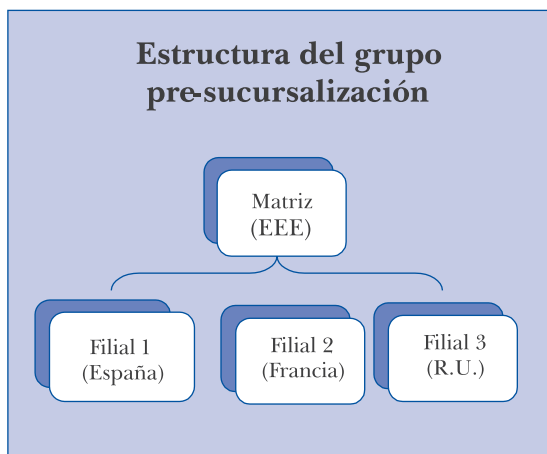 Estructura del grupo
pre-sucursalización
Matriz
(EEE)
Filial 1
(España)
Filial 2
(Francia)
Filial 3
(R.U.)